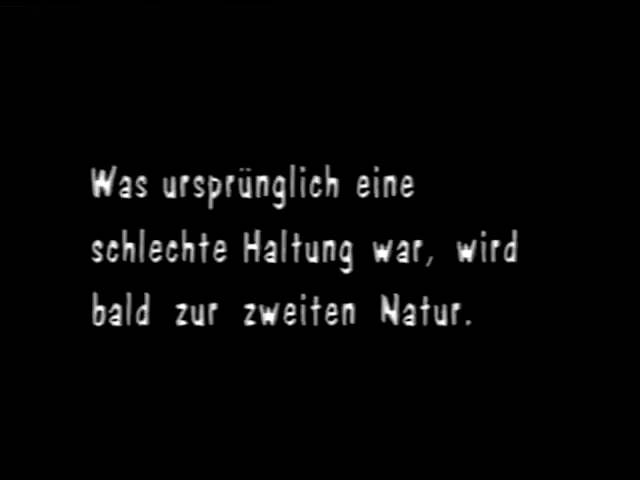 Was ursprünglich eine
schlechte Haltung war, wird
bald zur zweiten Natur.